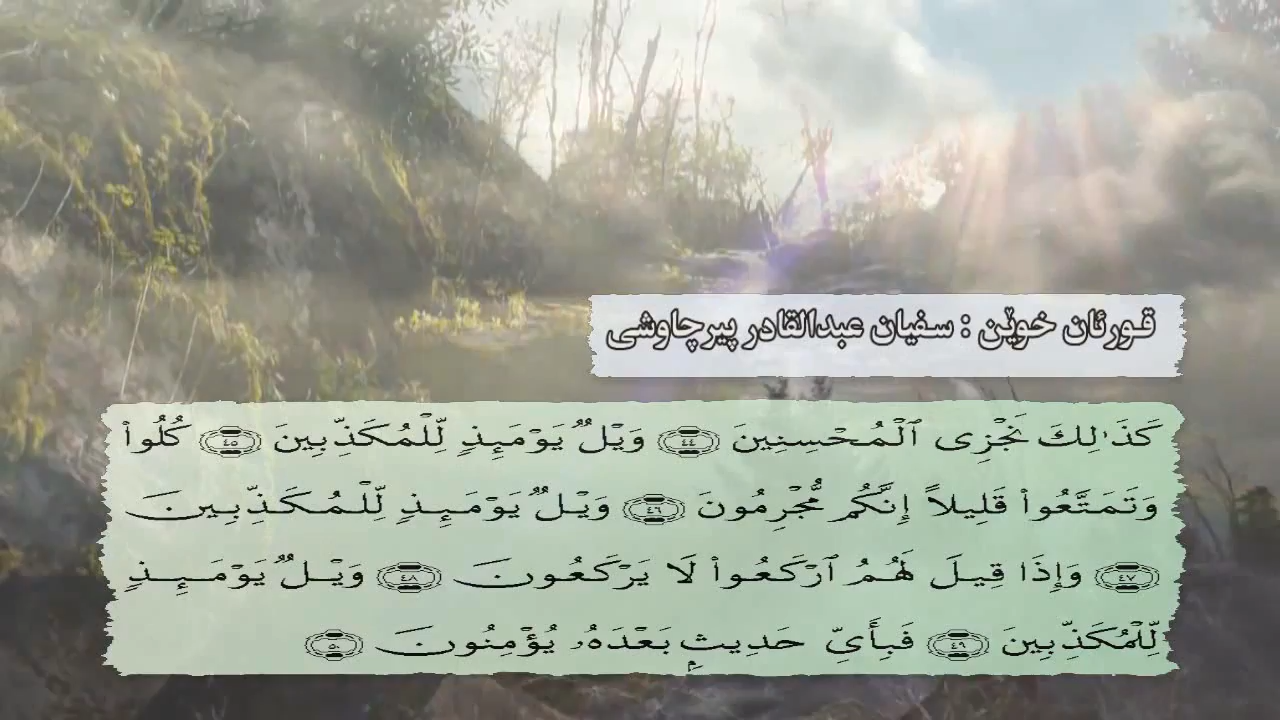 قورئان خوێن : سفیان عبدالقادر پیرچاوشی
كَذَٰلِكَ نَجْزِى ٱلْمُحْسِنِينَ ٤٤ وَيْلٌ يَوْمَئِذٍ لِّلْمُكَذِّبِينَ ٤٥ كُلُوا۟
وَتَمَتَّعُوا۟ قَلِيلاً إِنَّكُم مُّجْرِمُونَ ٤٦ وَيْلٌ يَوْمَئِذٍ لِّلْمُكَذِّبِينَ
٤٧ وَإِذَا قِيلَ لَهُمُ ٱرْكَعُوا۟ لَا يَرْكَعُونَ ٤٨ وَيْلٌ يَوْمَئِذٍ
لِّلْمُكَذِّبِينَ ٤٩ فَبِأَىِّ حَدِيثٍۭ بَعْدَهُۥ يُؤْمِنُونَ ٥٠